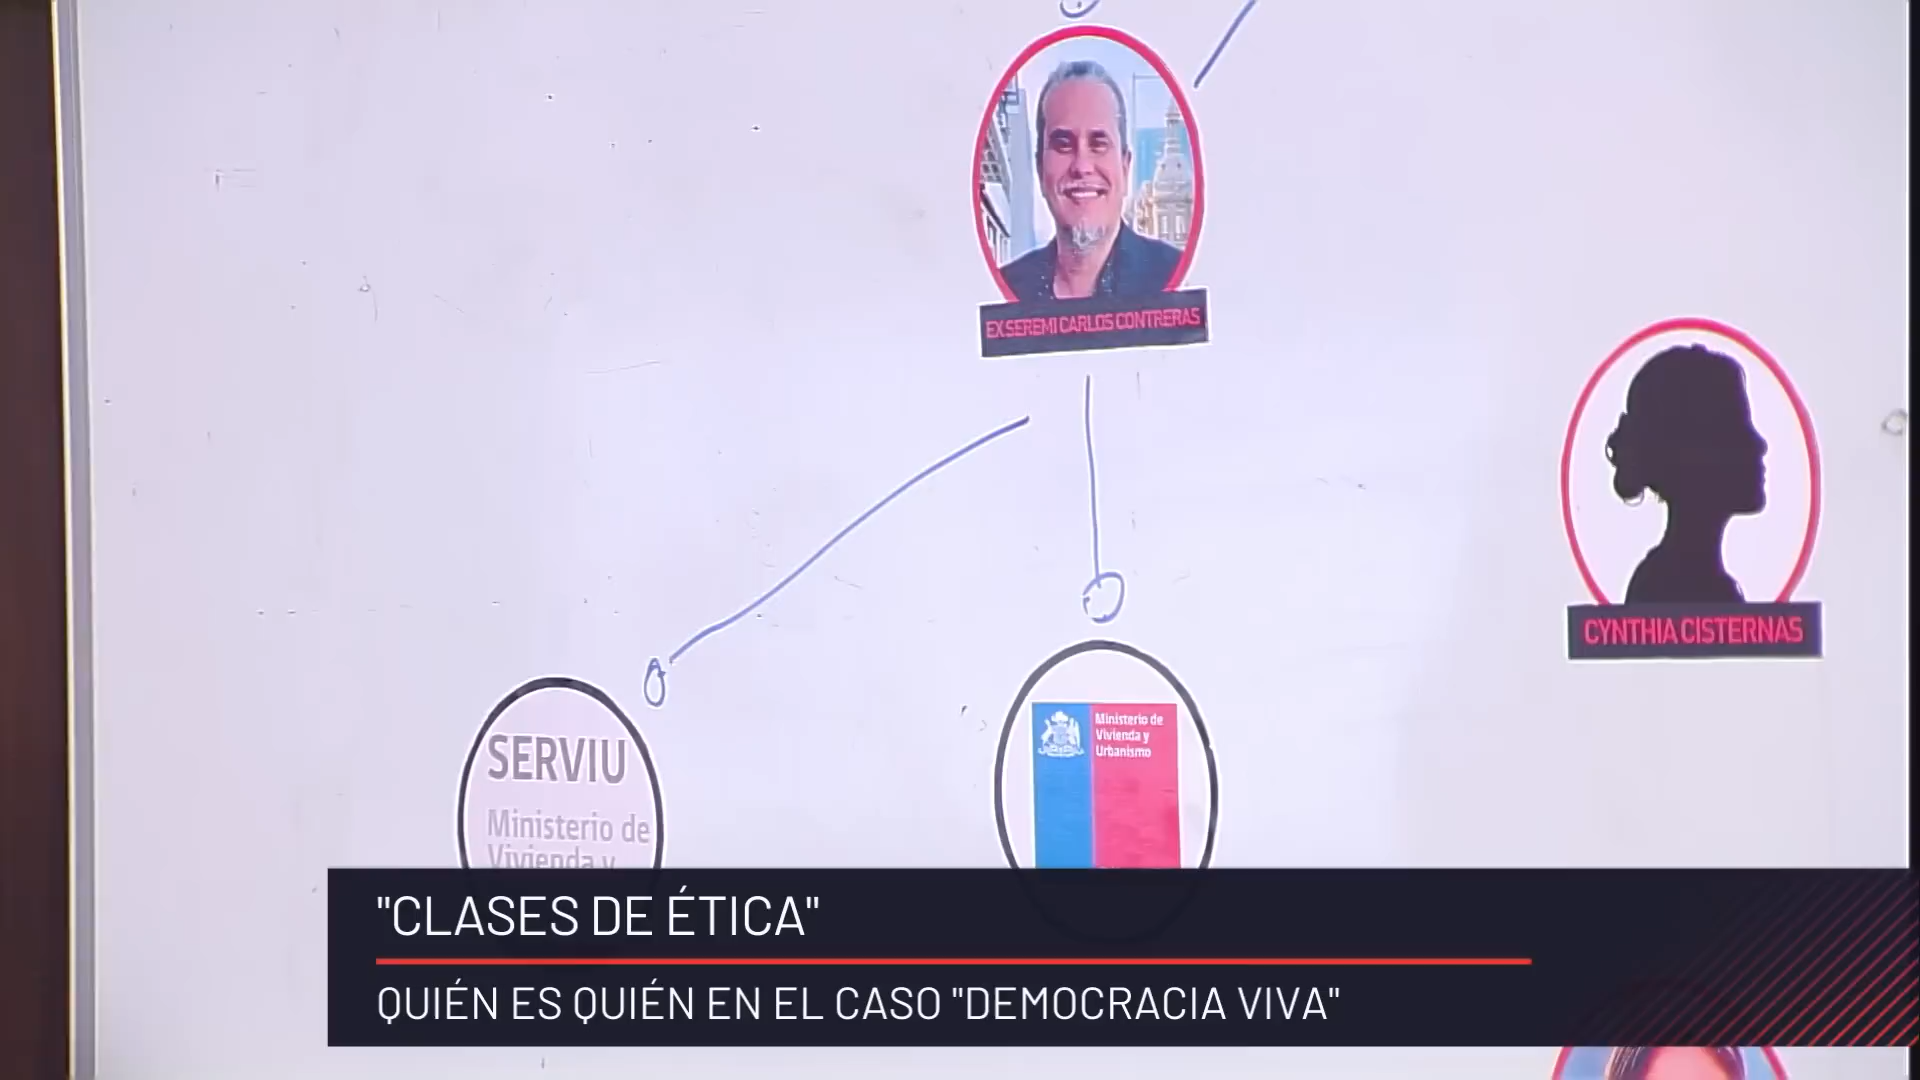 EX SEREMI CARLOS CONTRERAS
CYNTHIA CISTERNAS
SERVIU
Ministerio de
Vivienda y
Ministerio de
Vivienda y
Urbanismo
"CLASES DE ÉTICA"
QUIÉN ES QUIÉN EN EL CASO "DEMOCRACIA VIVA"